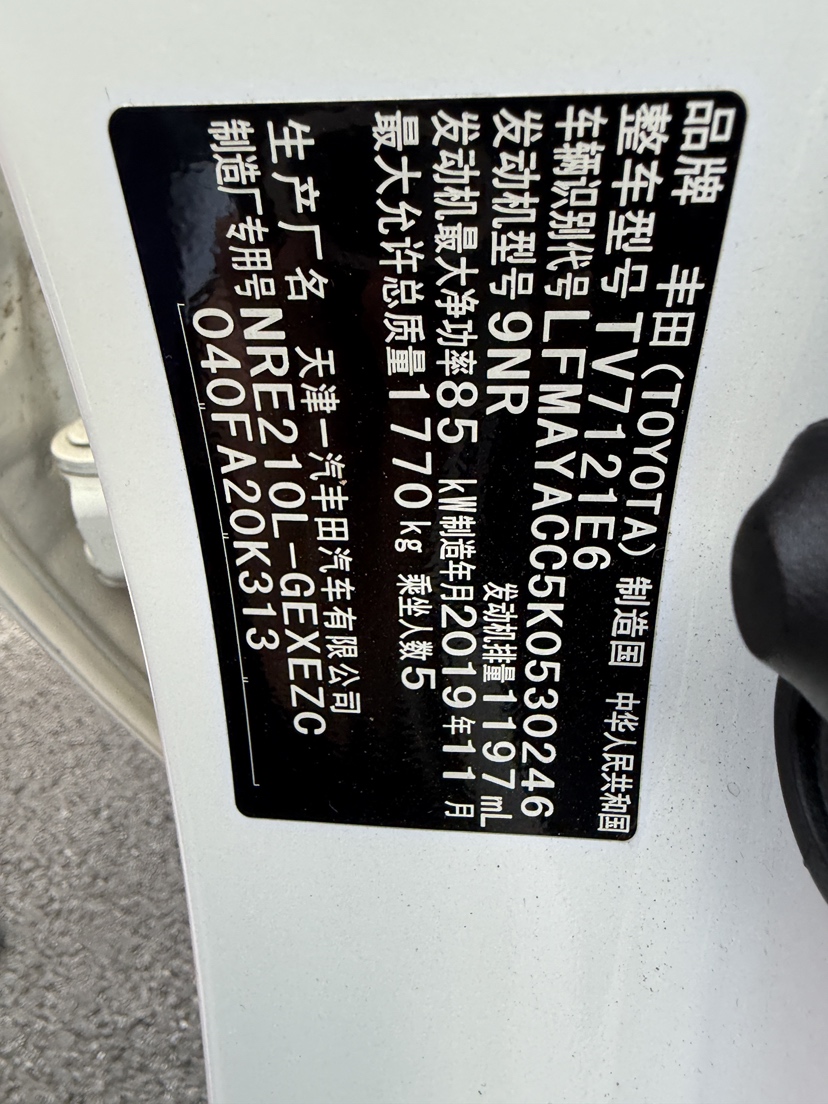 品牌 丰田(TOYOTA) 制造国 中华人民共和国
整车型号 TV7121E6
车辆识别代号 LFMAYACC5K0530246
发动机型号 9NR 发动机排量 1197 mL
发动机最大净功率 85 kW 制造年月 2019 年 11 月
最大允许总质量 1770 kg 乘坐人数 5
生产厂名 天津一汽丰田汽车有限公司
制造厂专用号 NRE210L-GEXEZC
040FA20K313